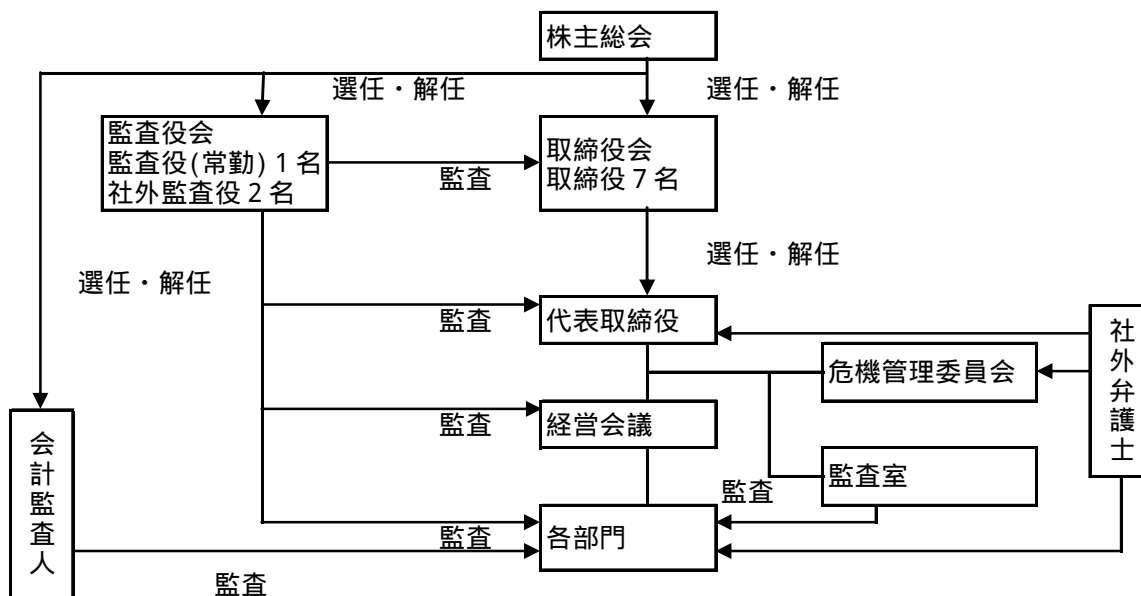 株主総会
選任・解任
選任・解任
監査役会
監査役(常勤) 1 名
社外監査役 2 名
監査
取締役会
取締役 7 名
選任・解任
選任・解任
監査
代表取締役
社外弁護士
危機管理委員会
監査
経営会議
会計監査人
監査室
監査
監査
各部門
監査